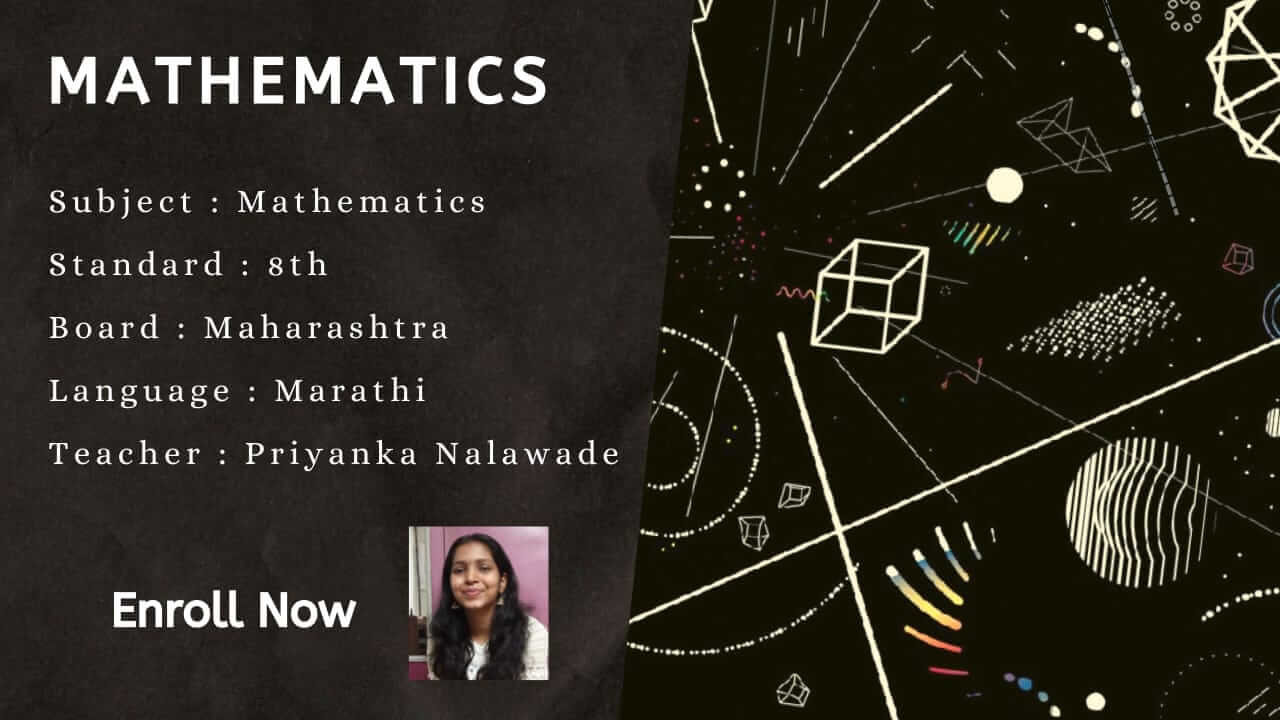 MATHEMATICS
Subject : Mathematics
Standard : 8th
Board : Maharashtra
Language : Marathi
Teacher : Priyanka Nalawade
Enroll Now